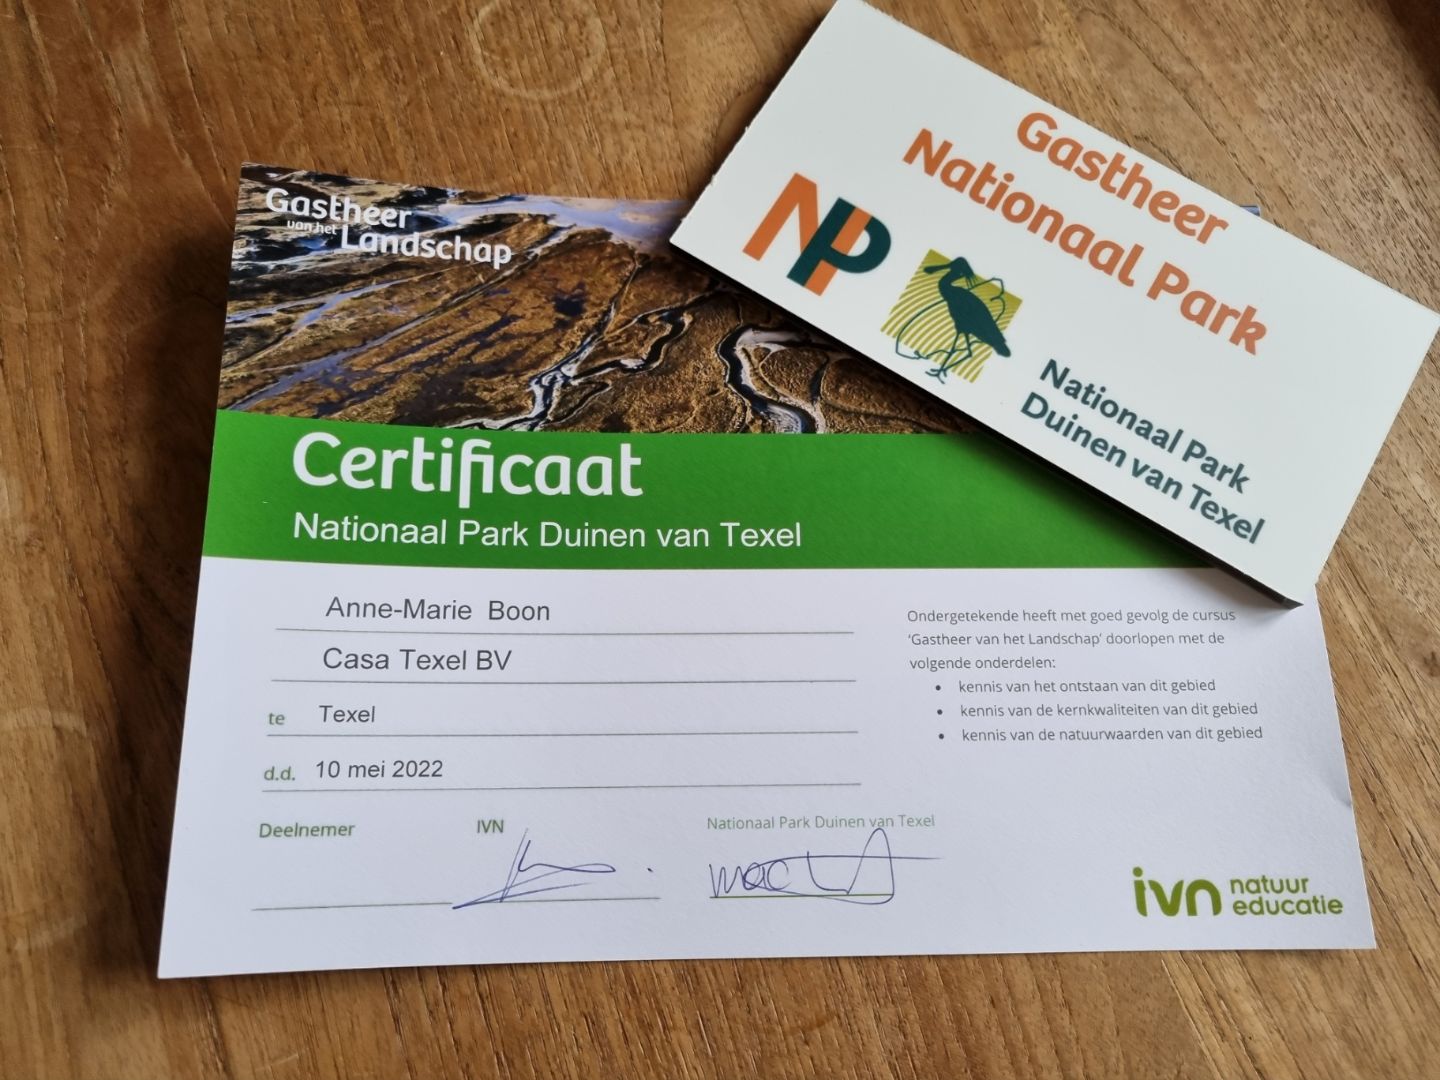 Gastheer
van het Landschap
Certificaat
Nationaal Park Duinen van Texel
Anne-Marie Boon
Casa Texel BV
te Texel
d.d. 10 mei 2022
Deelnemer
IVN
Nationaal Park Duinen van Texel
Ondergetekende heeft met goed gevolg de cursus
‘Gastheer van het Landschap’ doorlopen met de
volgende onderdelen:
• kennis van het ontstaan van dit gebied
• kennis van de kernkwaliteiten van dit gebied
• kennis van de natuurwaarden van dit gebied
ivn natuur
educatie
Gastheer
Nationaal Park
NP
Nationaal Park
Duinen van Texel